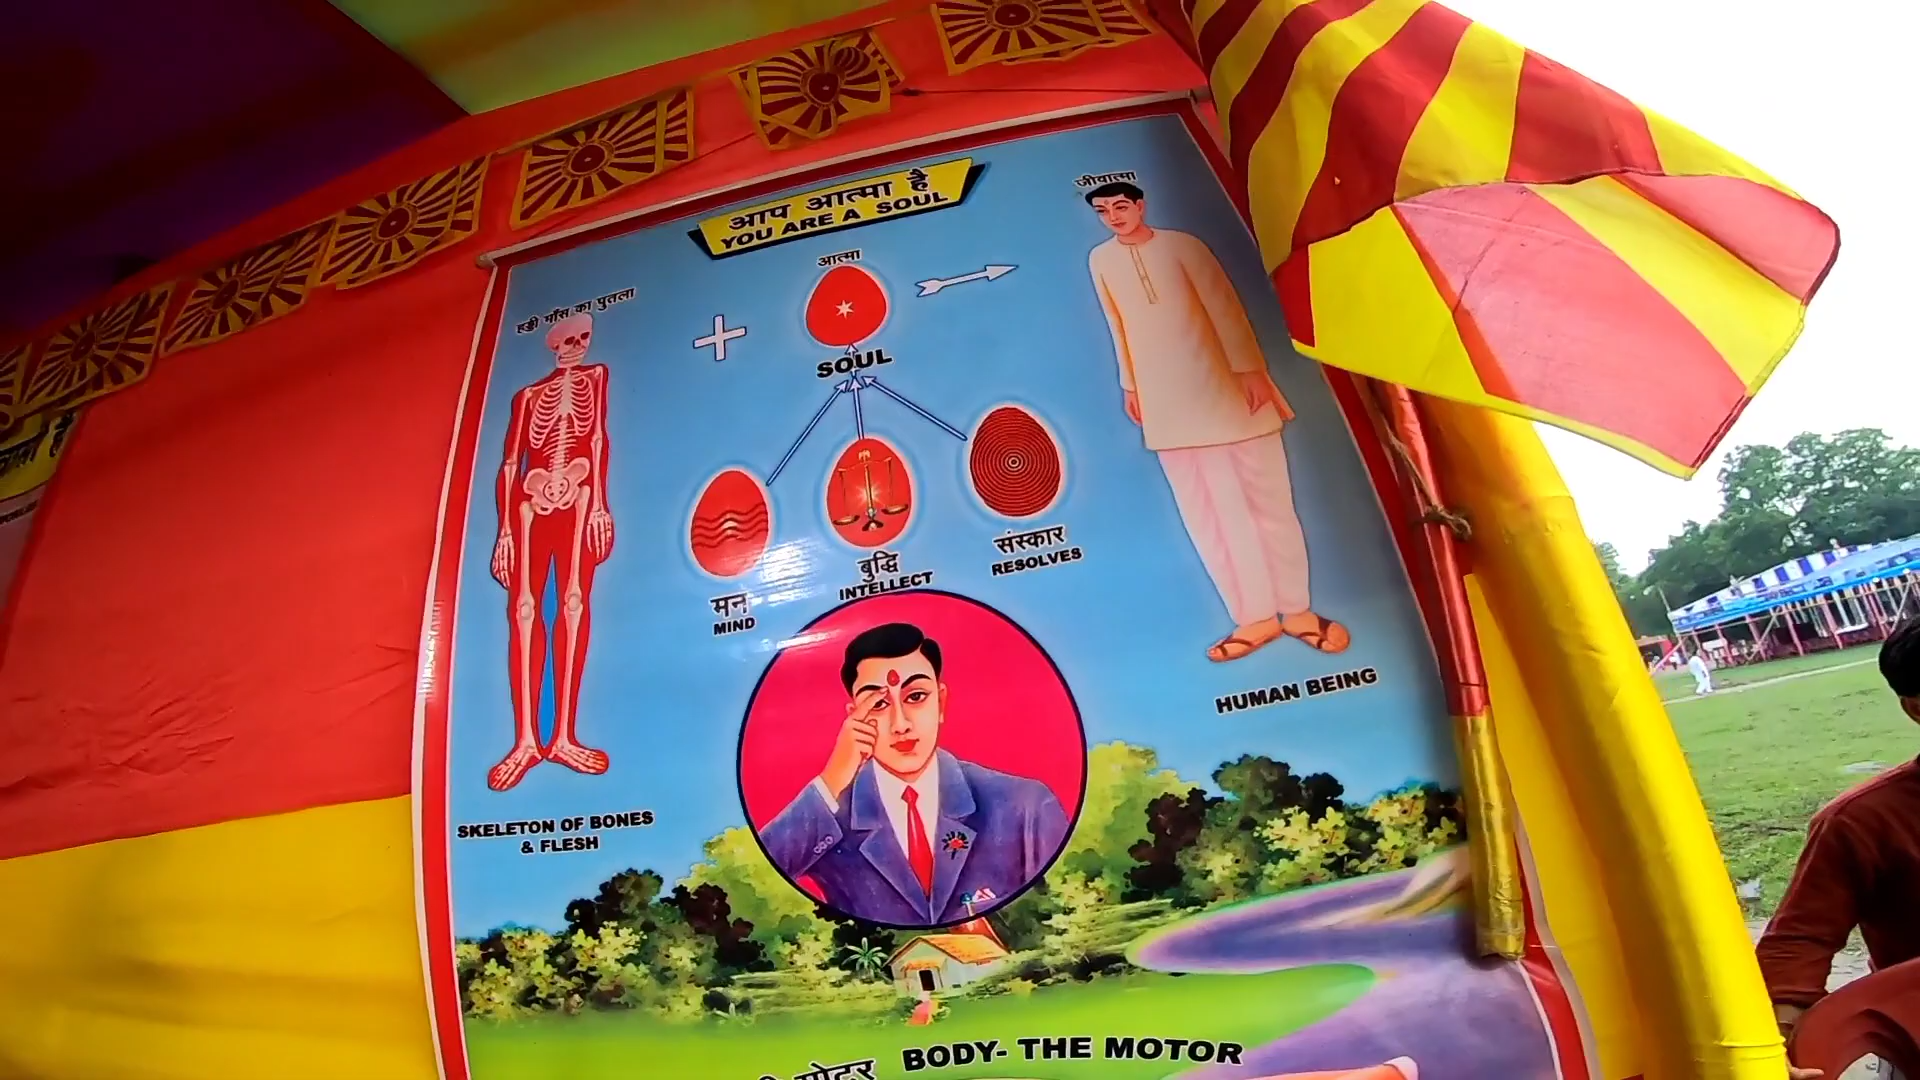 आप आत्मा है
YOU ARE A SOUL
जीवात्मा
आत्मा
हड्डी माँस का पुतला
SOUL
संस्कार
RESOLVES
बुद्धि
INTELLECT
मन
MIND
HUMAN BEING
SKELETON OF BONES
& FLESH
मोटर BODY- THE MOTOR